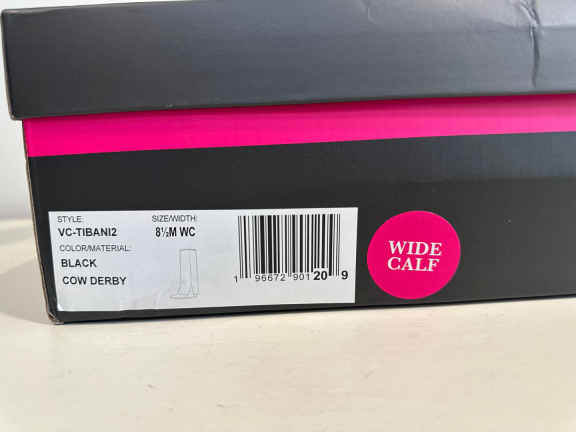 STYLE: SIZE/WIDTH:
VC-TIBANI2 8½M WC
COLOR/MATERIAL:
BLACK
COW DERBY
1 96672 90120 9
WIDE
CALF